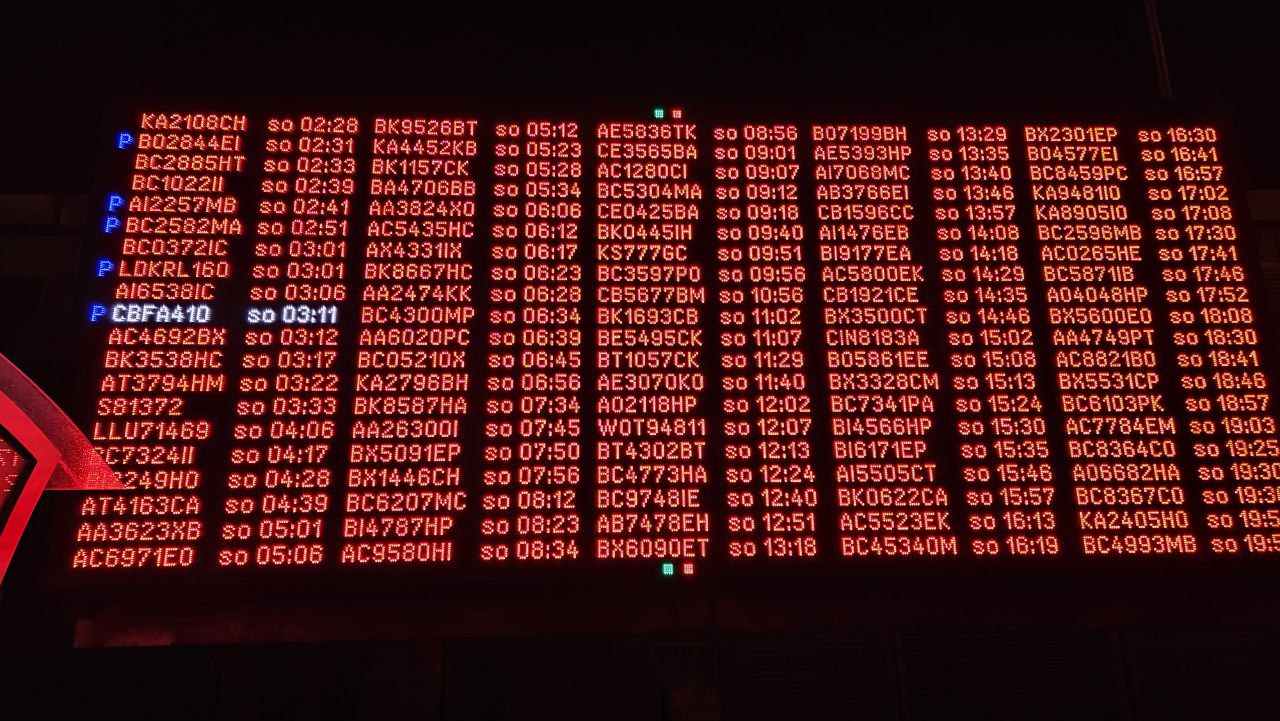 KA2108CH so 02:28 BK9526BT so 05:12 AE5836TK so 08:56 BO7199BH so 13:29 BX2301EP so 16:30
P BO2844EI so 02:31 KA4452KB so 05:23 CE3565BA so 09:01 AE5393HP so 13:35 BO4577EI so 16:41
BC2885HT so 02:33 BK1157CK so 05:28 AC1280CI so 09:07 AI7068MC so 13:40 BC8459PC so 16:57
BC1022II so 02:39 BA4706BB so 05:34 BC5304MA so 09:12 AB3766EI so 13:46 KA9481IO so 17:02
P AI2257MB so 02:41 AA3824XO so 06:06 CE0425BA so 09:18 CB1596CC so 13:57 KA8905IO so 17:08
P BC2582MA so 02:51 AC5435HC so 06:12 BK0445IH so 09:40 AI1476EB so 14:08 BC2596MB so 17:30
BC0372IC so 03:01 AX4331IX so 06:17 KS777GC so 09:51 BI9177EA so 14:18 AC0265HE so 17:41
P LDKRL160 so 03:01 BK8667HC so 06:23 BC3597PO so 09:56 AC5800EK so 14:29 BC5871IB so 17:46
AI6538IC so 03:06 AA2474KK so 06:28 CB5677BM so 10:56 CB1921CE so 14:35 AO4048HP so 17:52
P CBFA410 so 03:11 BC4300MP so 06:34 BK1693CB so 11:02 BX3500CT so 14:46 BX5600EO so 18:08
AC4692BX so 03:12 AA6020PC so 06:39 BE5495CK so 11:07 CIN8183A so 15:02 AA4749PT so 18:30
BK3538HC so 03:17 BC0521OX so 06:45 BT1057CK so 11:29 BO5861EE so 15:08 AC8821BO so 18:41
AT3794HM so 03:22 KA2796BH so 06:56 AE3070KO so 11:40 BX3328CM so 15:13 BX5531CP so 18:46
S81372 so 03:33 BK8587HA so 07:34 AO2118HP so 12:02 BC7341PA so 15:24 BC6103PK so 18:57
LLU71469 so 04:06 AA2630OI so 07:45 WOT94811 so 12:07 BI4566HP so 15:30 AC7784EM so 19:03
C7324II so 04:17 BX5091EP so 07:50 BT4302BT so 12:13 BI6171EP so 15:35 BC8364CO so 19:25
249HO so 04:28 BX1446CH so 07:56 BC4773HA so 12:24 AI5505CT so 15:46 AO6682HA so
AT4163CA so 04:39 BC6207MC so 08:12 BC9748IE so 12:40 BK0622CA so 15:57 BC8367CO so
AA3623XB so 05:01 BI4787HP so 08:23 AB7478EH so 12:51 AC5523EK so 16:13 KA2405HO so
AC6971EO so 05:06 AC9580HI so 08:34 BX6090ET so 13:18 BC4534OM so 16:19 BC4993MB so